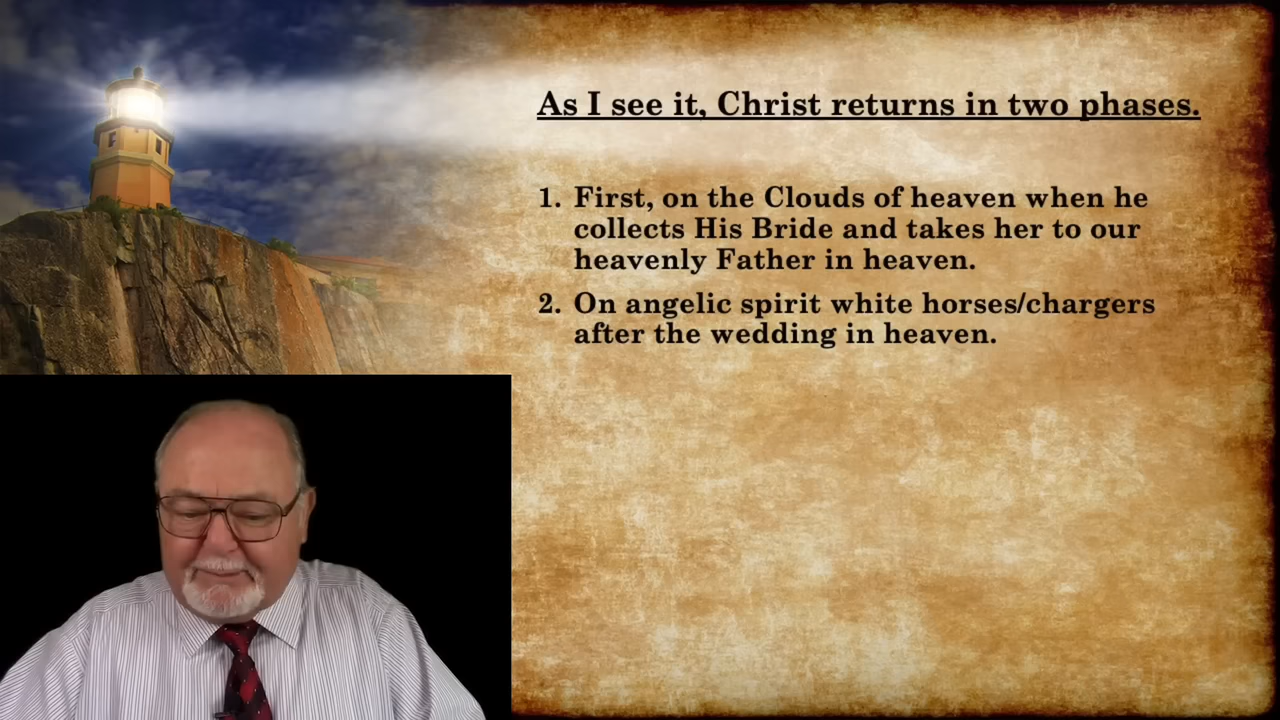 As I see it, Christ returns in two phases.
1. First, on the Clouds of heaven when he
collects His Bride and takes her to our
heavenly Father in heaven.
2. On angelic spirit white horses/chargers
after the wedding in heaven.